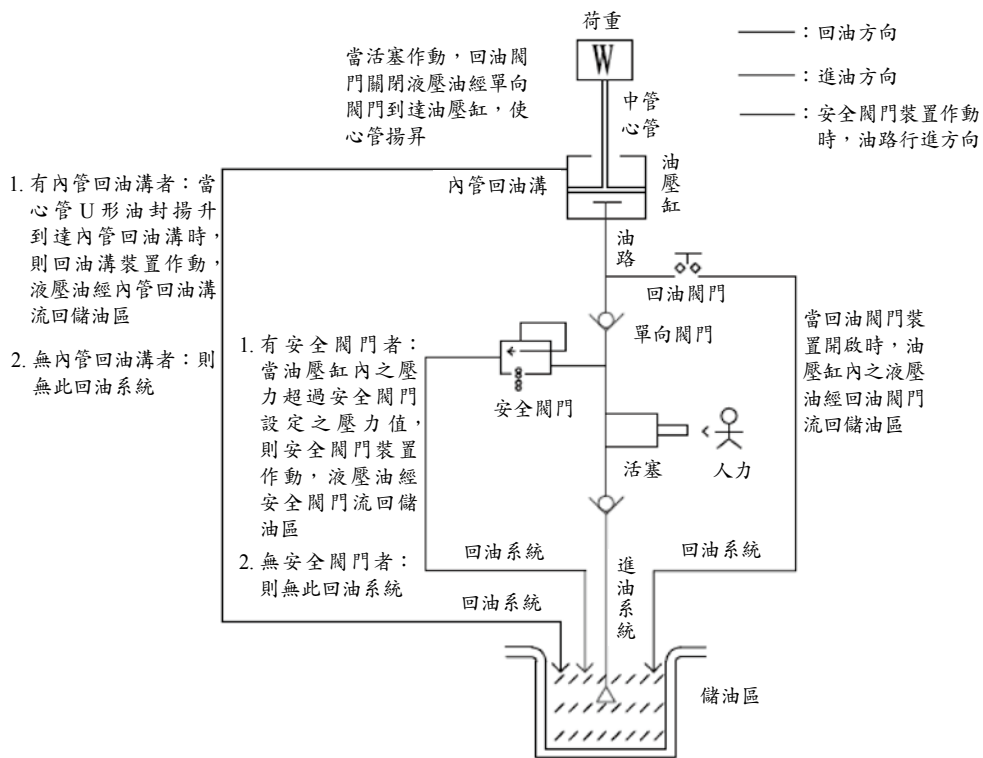 荷重
W
當活塞作動，回油閥
門關閉液壓油經單向
閥門到達油壓缸，使
心管揚昇
中管
心管
——：回油方向
——：進油方向
——：安全閥門裝置作動
時，油路行進方向
1. 有內管回油溝者：當
心管U形油封揚升
到達內管回油溝時，
則回油溝裝置作動，
液壓油經內管回油溝
流回儲油區
2. 無內管回油溝者：則
無此回油系統
內管回油溝
油壓缸
油路
回油閥門
單向閥門
當回油閥門裝
置開啟時，油
壓缸內之液壓
油經回油閥門
流回儲油區
1. 有安全閥門者：
當油壓缸內之壓
力超過安全閥門
設定之壓力值，
則安全閥門裝置
作動，液壓油經
安全閥門流回儲
油區
2. 無安全閥門者：
則無此回油系統
安全閥門
活塞
人力
回油系統
進油系統
回油系統
回油系統
儲油區